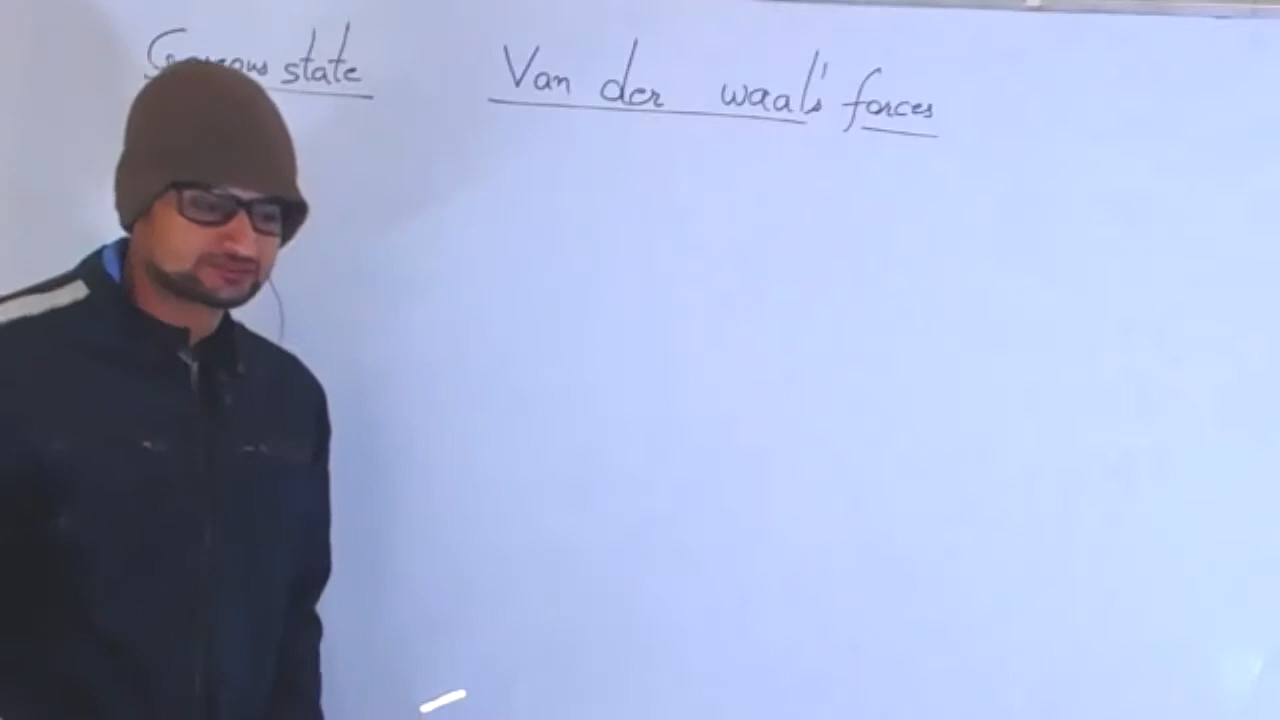 state
Van der waal's forces